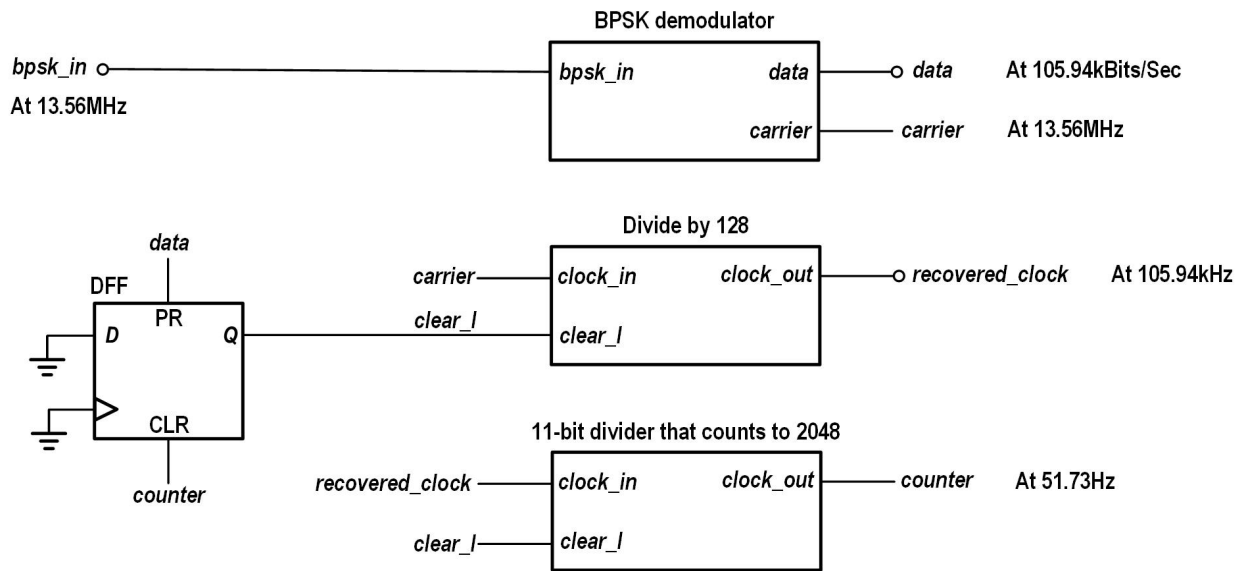 BPSK demodulator
bpsk_in
bpsk_in
data
data
At 105.94kBits/Sec
At 13.56MHz
carrier
carrier
At 13.56MHz
Divide by 128
data
carrier
clock_in
clock_out
recovered_clock
At 105.94kHz
DFF
PR
D
Q
clear_l
clear_l
CLR
counter
11-bit divider that counts to 2048
recovered_clock
clock_in
clock_out
counter
At 51.73Hz
clear_l
clear_l